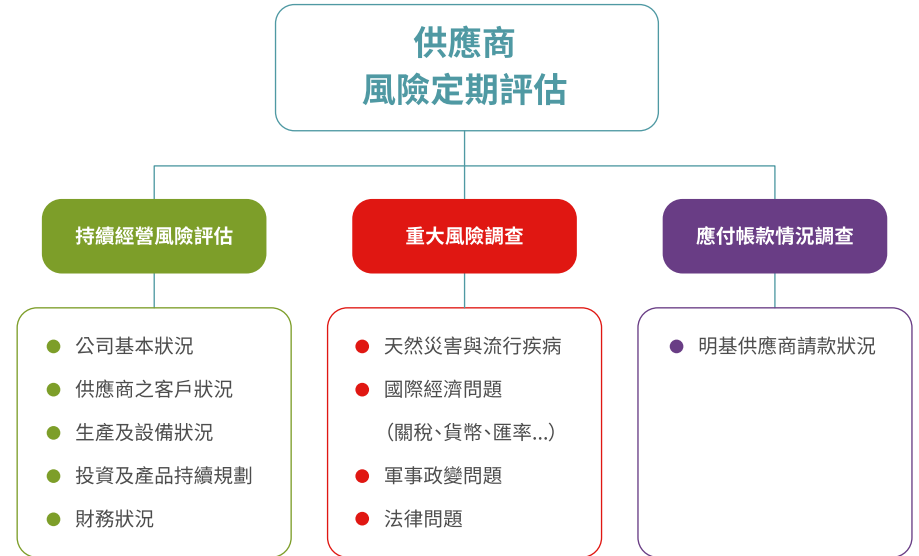 供應商
風險定期評估
持續經營風險評估
公司基本狀況
供應商之客戶狀況
生產及設備狀況
投資及產品持續規劃
財務狀況
重大風險調查
天然災害與流行疾病
國際經濟問題
（關稅、貨幣、匯率...）
軍事政變問題
法律問題
應付帳款情況調查
明基供應商請款狀況